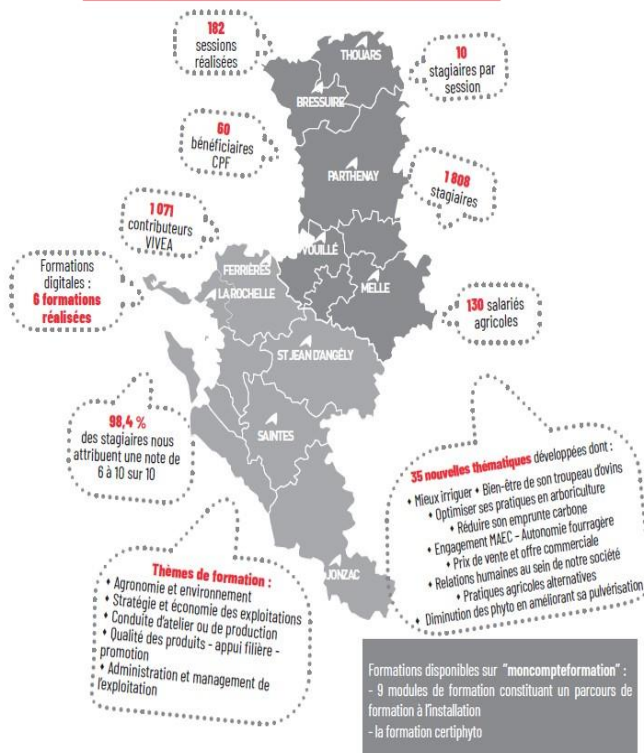 182
sessions
réalisées
THOUARS
10
stagiaires par
session
BRESSUIRE
60
bénéficiaires
CPF
PARTHENAY
1 808
stagiaires
1 071
contributeurs
VIVEA
VOUILLÉ
FERRIÈRES
MELLE
Formations
digitales :
6 formations
réalisées
LA ROCHELLE
130 salariés
agricoles
ST JEAN D'ANGÉLY
98,4 %
des stagiaires nous
attribuent une note de
6 à 10 sur 10
SAINTES
35 nouvelles thématiques développées dont :
• Mieux irriguer • Bien-être de son troupeau d'ovins
• Optimiser ses pratiques en arboriculture
• Réduire son emprunte carbone
• Engagement MAEC - Autonomie fourragère
• Prix de vente et offre commerciale
• Relations humaines au sein de notre société
• Pratiques agricoles alternatives
• Diminution des phyto en améliorant sa pulvérisation
JONZAC
Thèmes de formation :
• Agronomie et environnement
• Stratégie et économie des exploitations
• Conduite d'atelier ou de production
• Qualité des produits - appui filière -
promotion
• Administration et management de
l'exploitation
Formations disponibles sur "moncompteformation" :
- 9 modules de formation constituant un parcours de
formation à l'installation
- la formation certiphyto